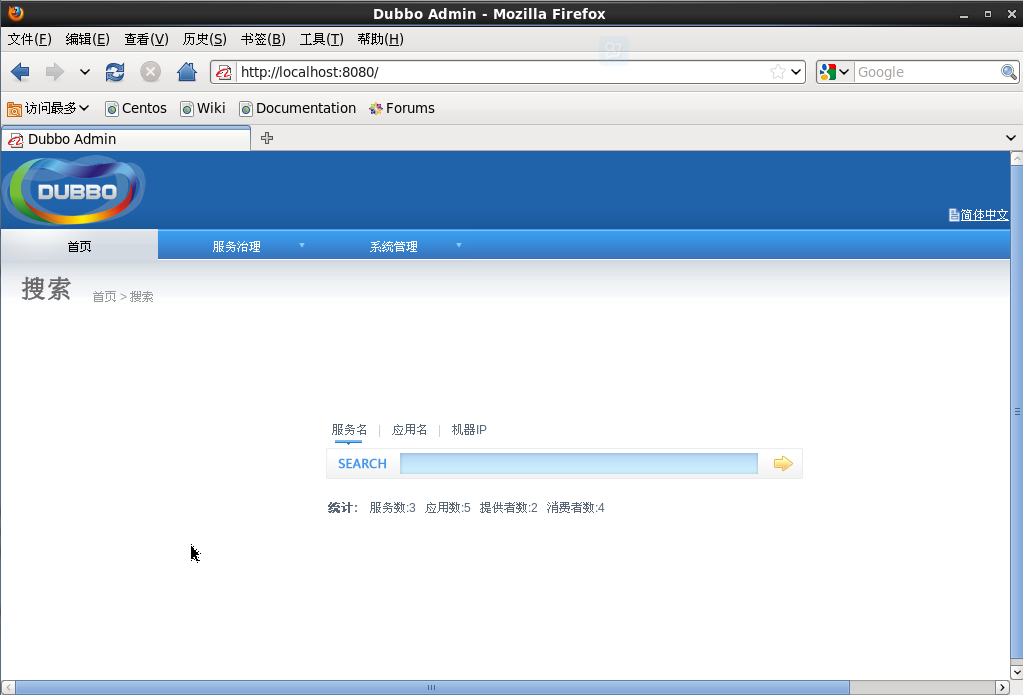 Dubbo Admin - Mozilla Firefox
文件(F) 编辑(E) 查看(V) 历史(S) 书签(B) 工具(T) 帮助(H)
http://localhost:8080/ Google
访问最多 Centos Wiki Documentation Forums
Dubbo Admin
DUBBO
简体中文
首页 服务治理 系统管理
搜索 首页 > 搜索
服务名 | 应用名 | 机器IP
SEARCH
统计: 服务数:3 应用数:5 提供者数:2 消费者数:4